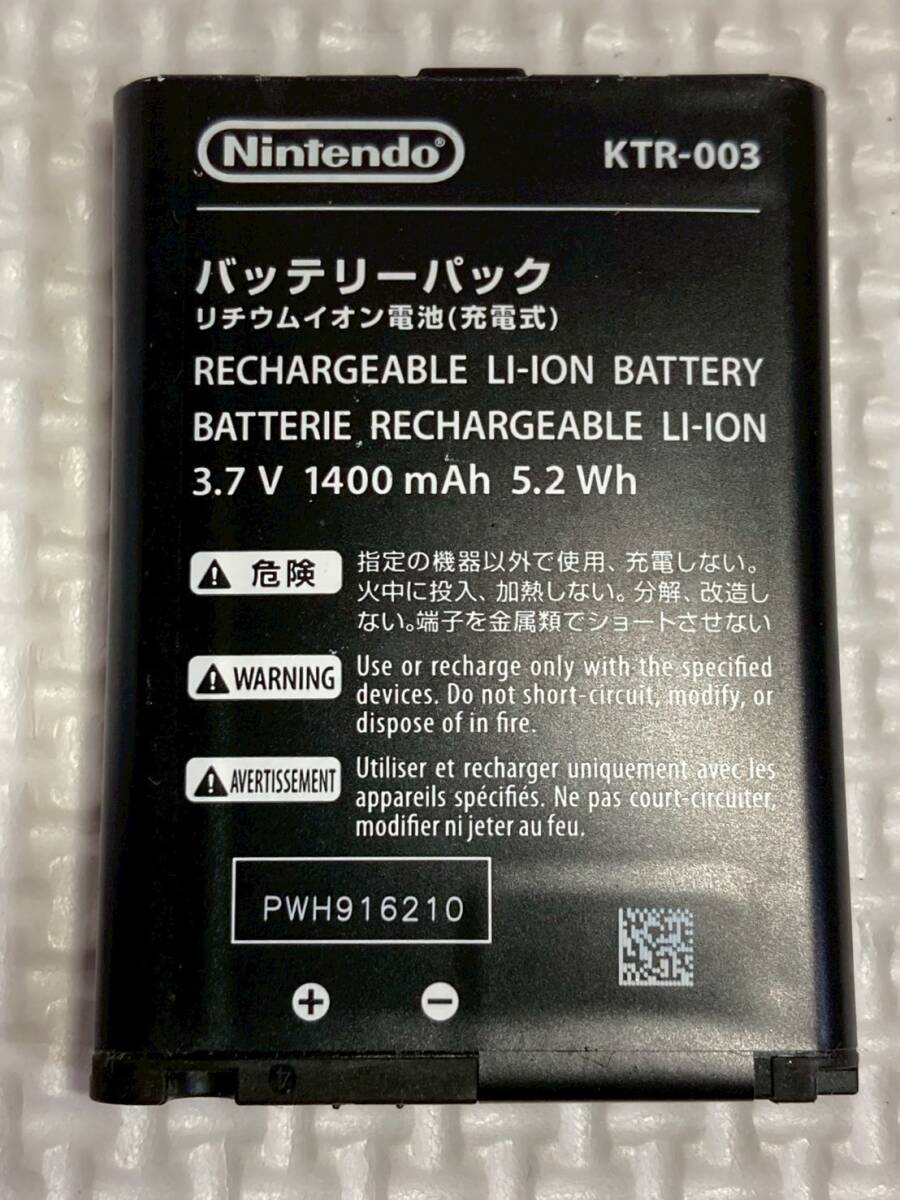 Nintendo® KTR-003
バッテリーパック
リチウムイオン電池(充電式)
RECHARGEABLE LI-ION BATTERY
BATTERIE RECHARGEABLE LI-ION
3.7 V 1400 mAh 5.2 Wh
危険 指定の機器以外で使用、充電しない。
火中に投入、加熱しない。分解、改造し
ない。端子を金属類でショートさせない
WARNING Use or recharge only with the specified
devices. Do not short-circuit, modify, or
dispose of in fire.
AVERTISSEMENT Utiliser et recharger uniquement avec les
appareils spécifiés. Ne pas court-circuiter,
modifier ni jeter au feu.
PWH916210
+ −
4